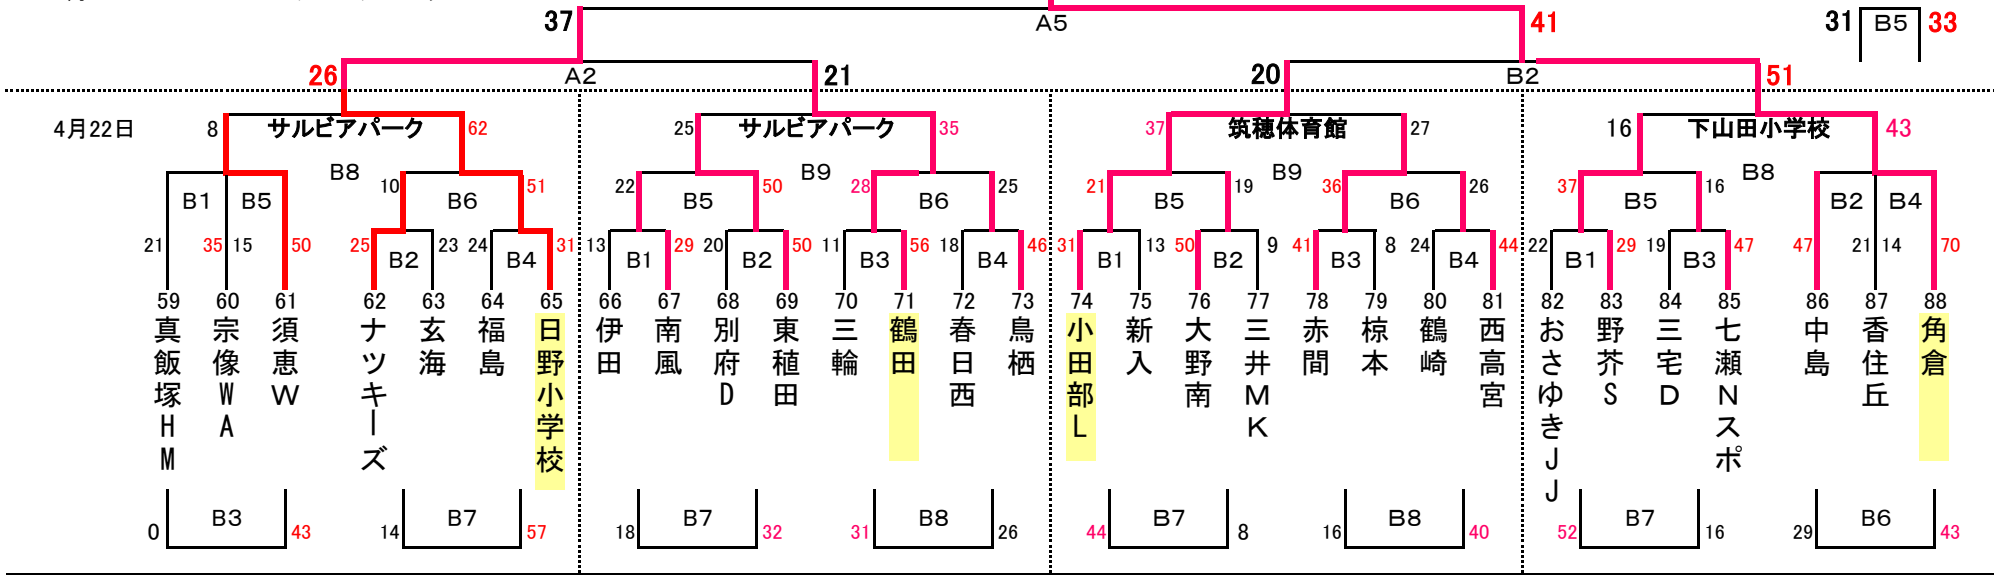 37 A5 41 31 B5 33
26 A2 21 20 B2 51
4月22日 8 サルビアパーク 62 25 サルビアパーク 35 37 筑穂体育館 27 16 下山田小学校 43
B8 B9 B9 B8
10 51 22 50 28 25 21 19 36 26 37 16
B1 B5 B6 B5 B6 B5 B6 B5 B2 B4
21 35 15 50 25 23 24 31 13 29 20 50 11 56 18 46 31 13 50 9 41 8 24 44 22 29 19 47 47 21 14 70
B2 B4 B1 B2 B3 B4 B1 B2 B3 B4 B1 B3
59 60 61 62 63 64 65 66 67 68 69 70 71 72 73 74 75 76 77 78 79 80 81 82 83 84 85 86 87 88
真飯塚HM
宗像WA
須恵W
ナツキーズ
玄海
福島
日野小学校
伊田
南風
別府D
東稙田
三輪
鶴田
春日西
鳥栖
小田部L
新入
大野南
三井MK
赤間
椋本
鶴崎
西高宮
おさゆきJJ
野芥S
三宅D
七瀬Nスポ
中島
香住丘
角倉
0 B3 43 14 B7 57 18 B7 32 31 B8 26 44 B7 8 16 B8 40 52 B7 16 29 B6 43